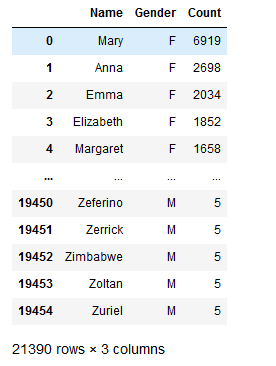 Name Gender Count
0 Mary F 6919
1 Anna F 2698
2 Emma F 2034
3 Elizabeth F 1852
4 Margaret F 1658
... ... ... ...
19450 Zeferino M 5
19451 Zerrick M 5
19452 Zimbabwe M 5
19453 Zoltan M 5
19454 Zuriel M 5
21390 rows × 3 columns